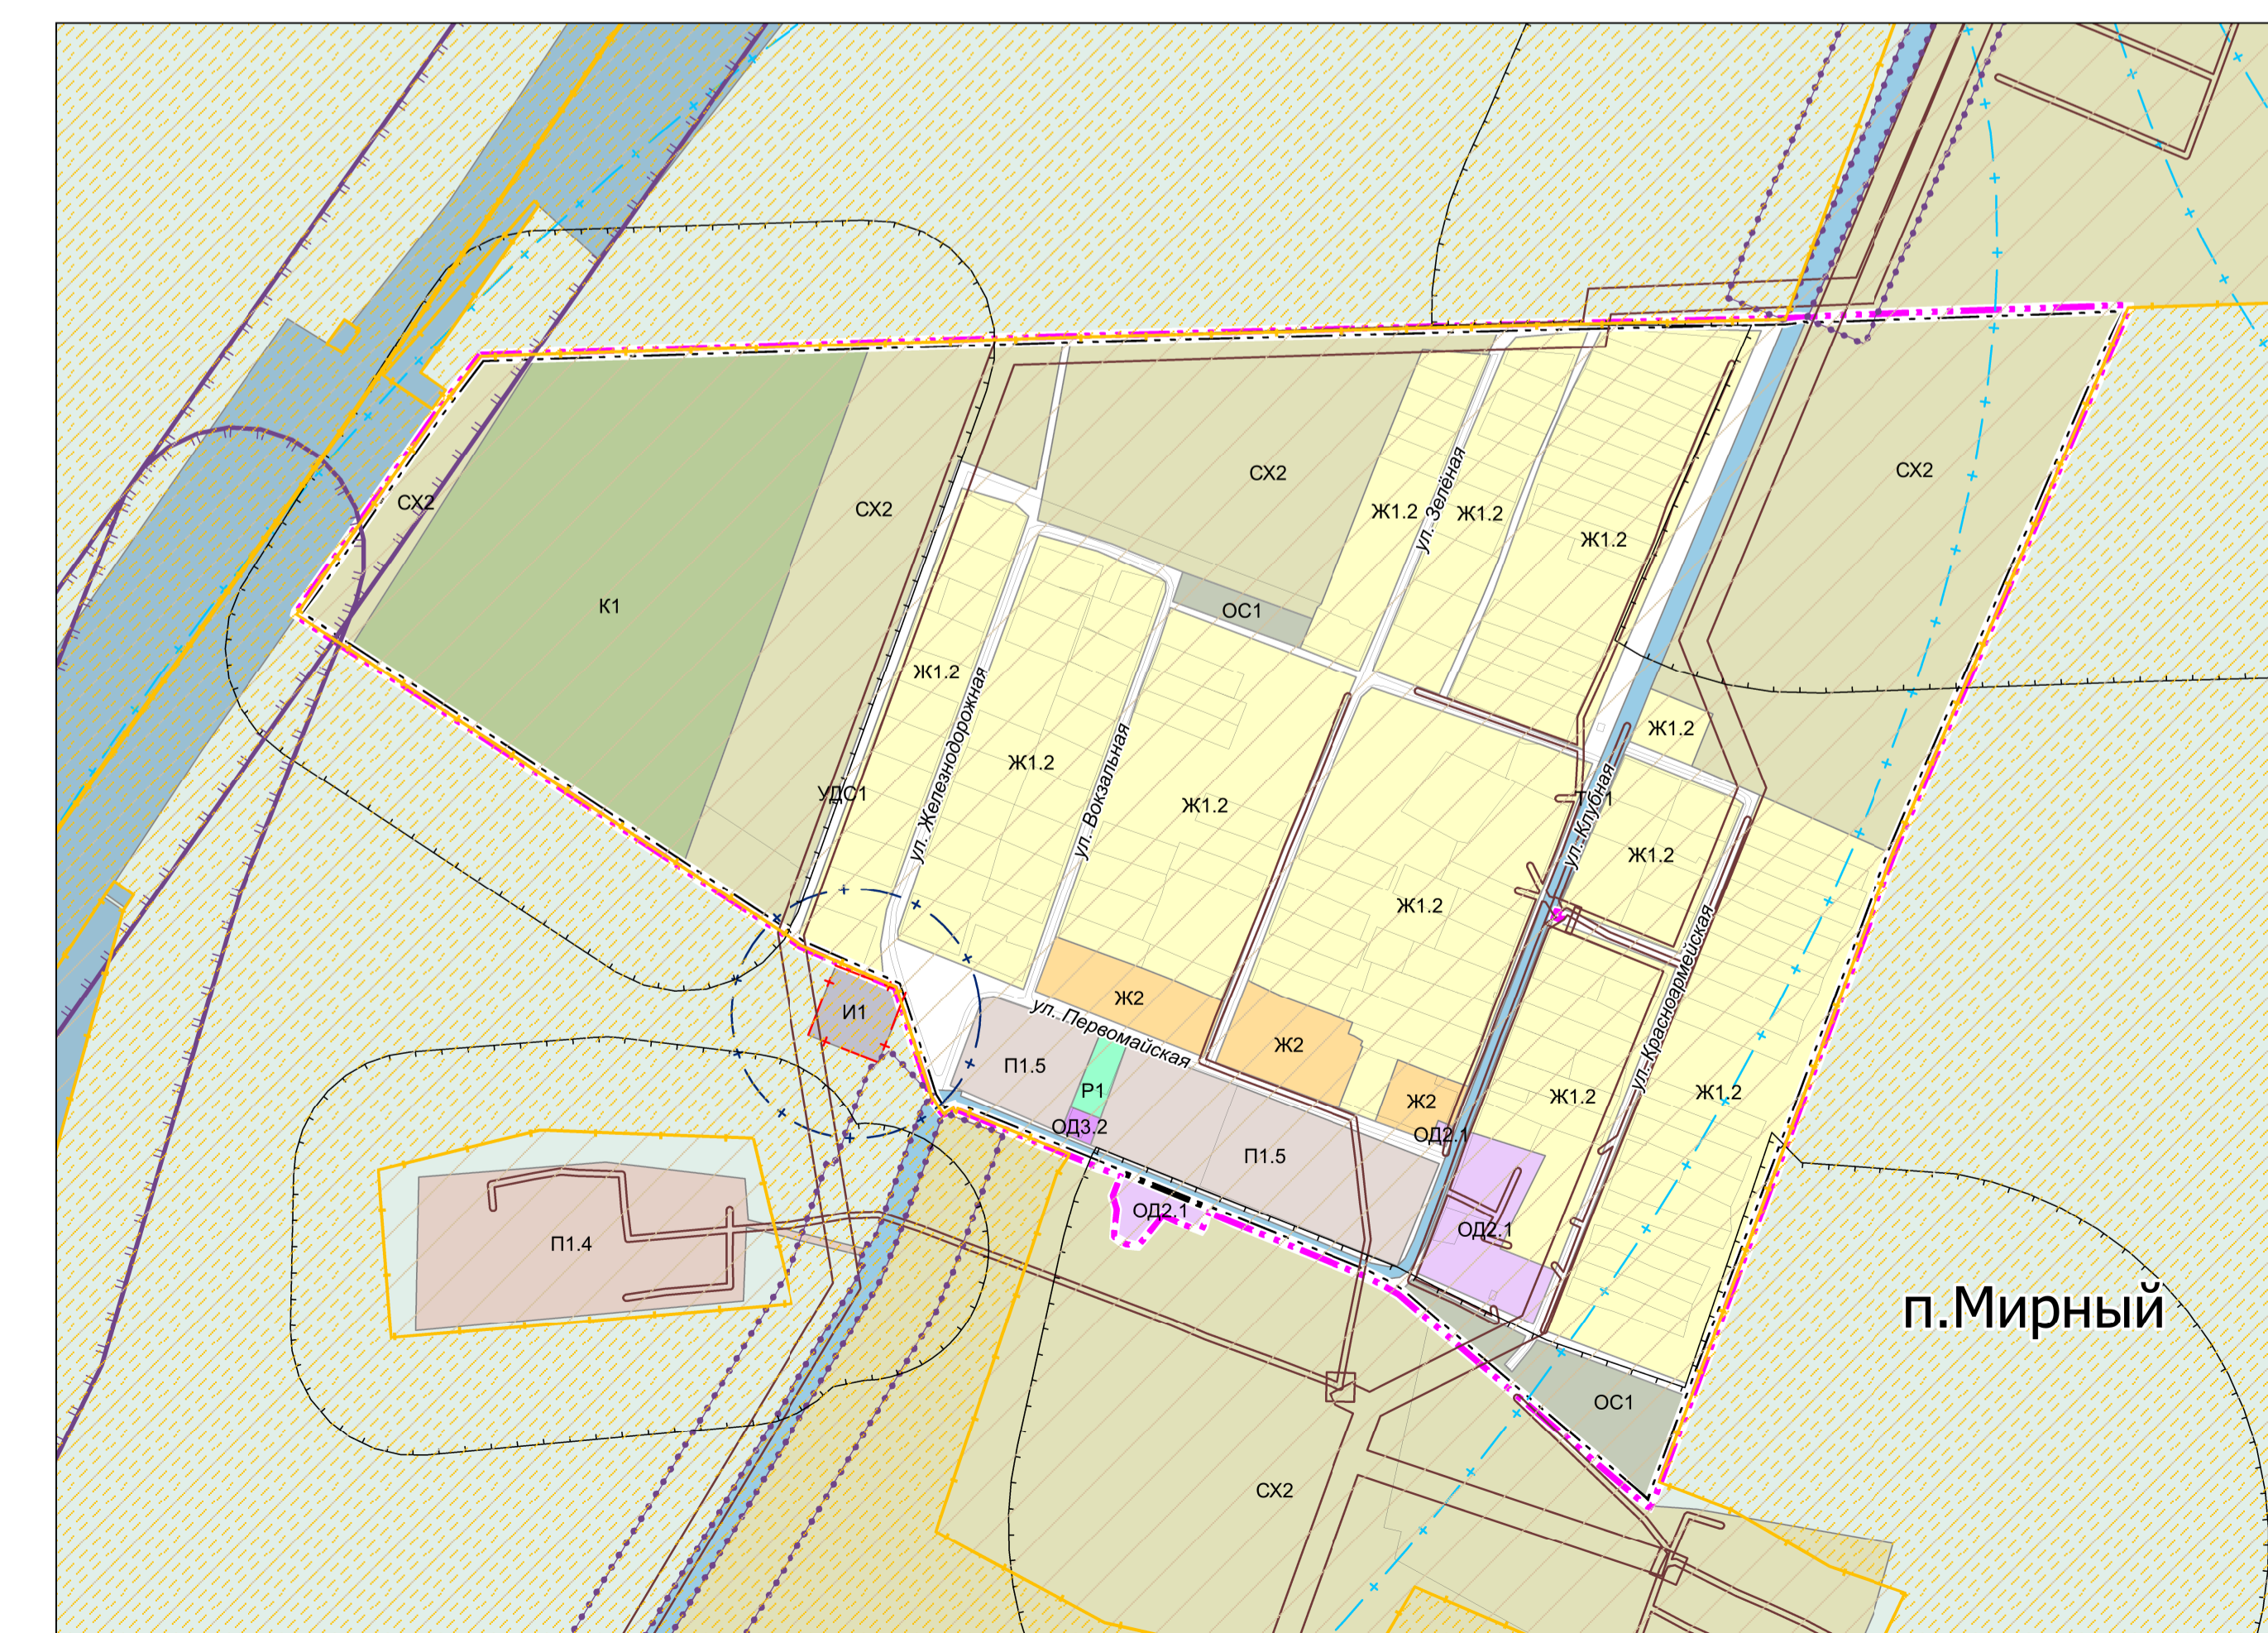 СХ2
СХ2
СХ2
СХ2
К1
ОС1
Ж1.2
ул. Зелёная
Ж1.2
Ж1.2
Ж1.2
ул. Железнодорожная
Ж1.2
ул. Вокзальная
Ж1.2
Ж1.2
УДС1
ул. Клубная
Ж1.2
Ж1.2
ул. Красноармейская
И1
Ж2
ул. Первомайская
Ж2
Ж2
П1.5
Р1
ОД3.2
П1.5
ОД2.1
Ж1.2
Ж1.2
ОД2.1
ОД2.1
П1.4
п.Мирный
ОС1
СХ2